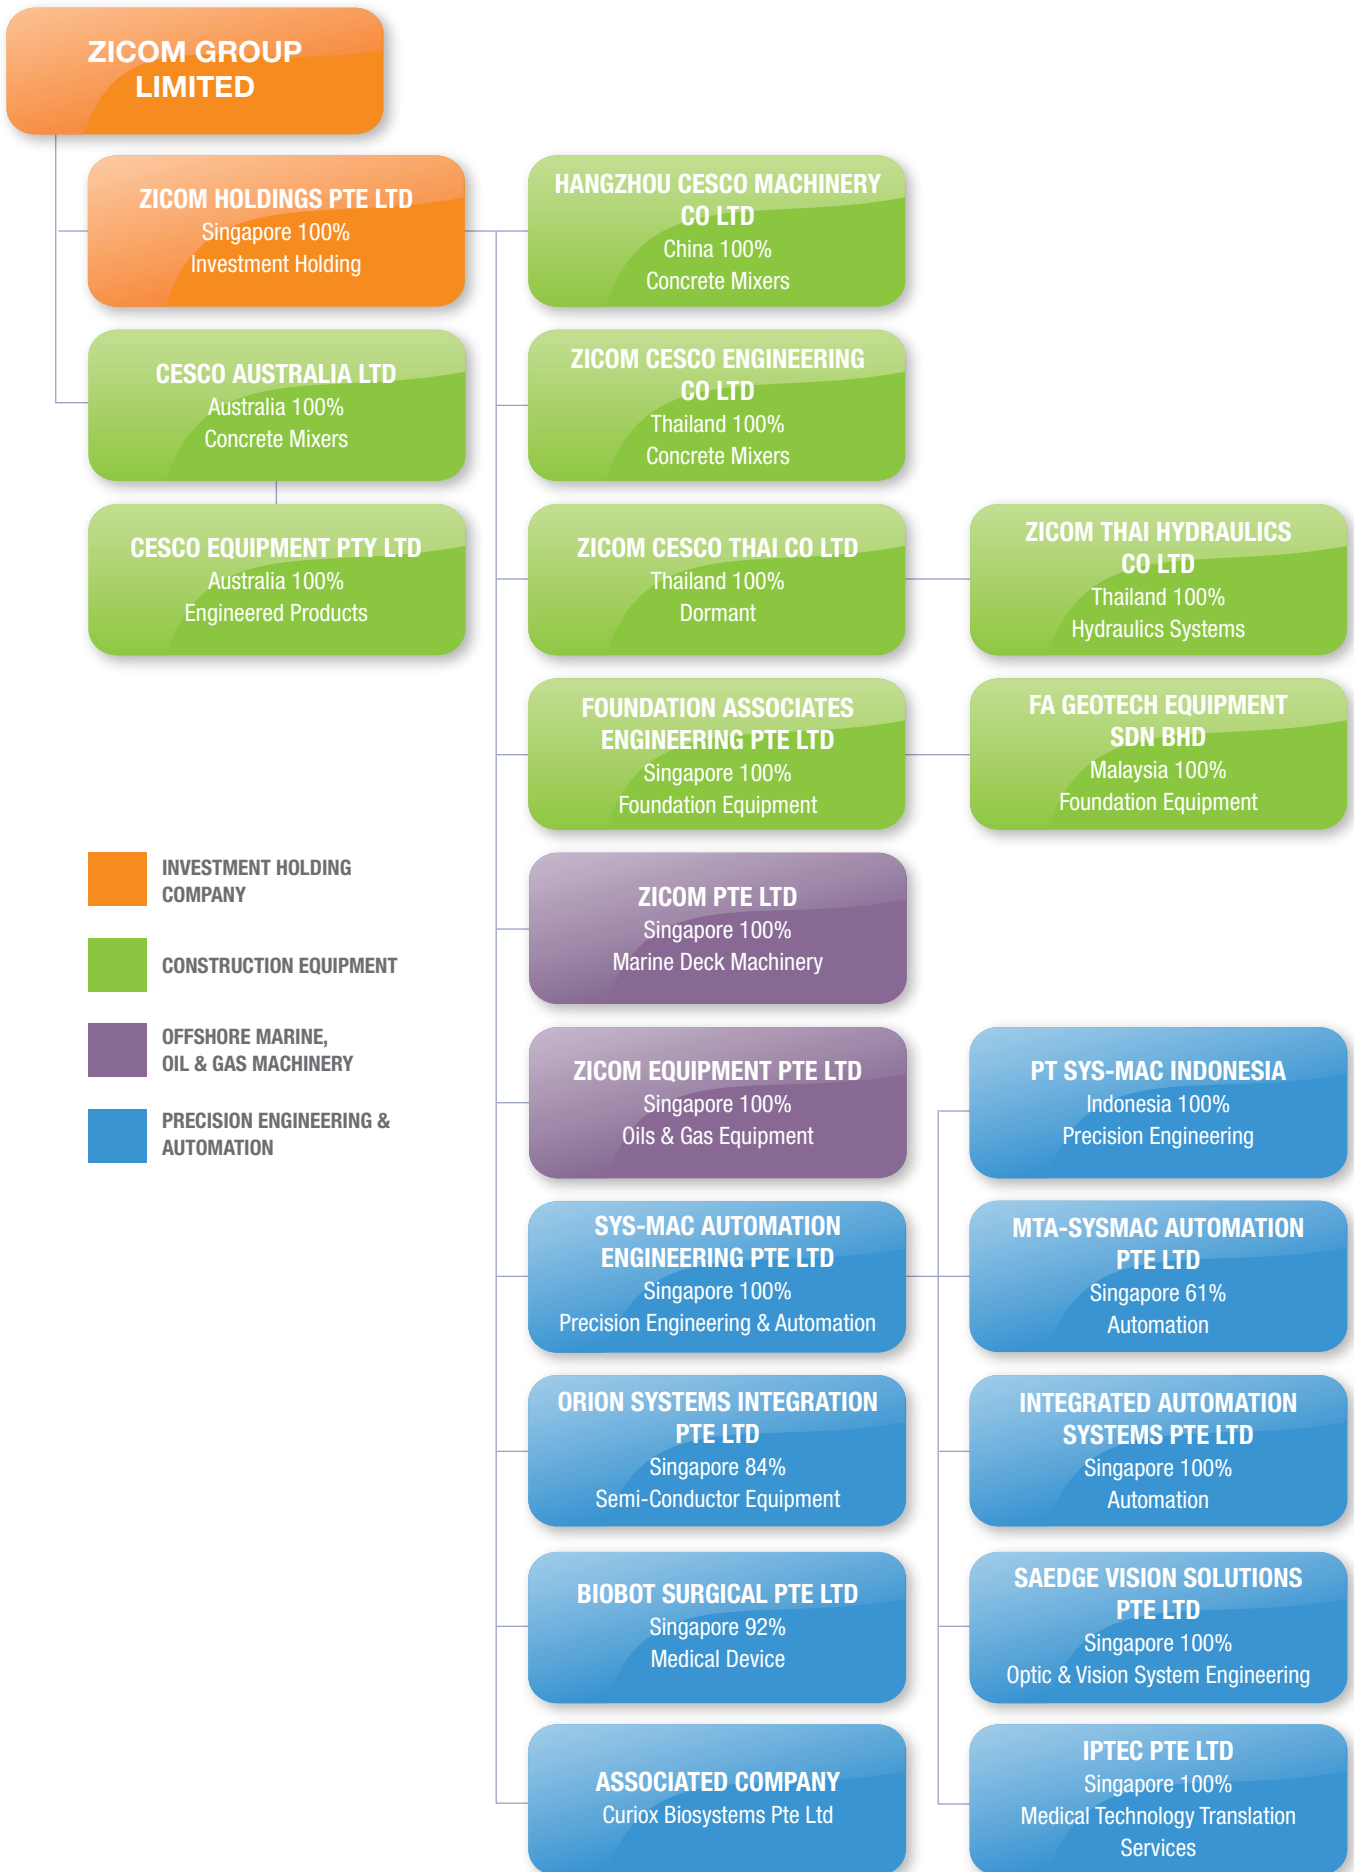 ZICOM GROUP
LIMITED
ZICOM HOLDINGS PTE LTD
Singapore 100%
Investment Holding
CESCO AUSTRALIA LTD
Australia 100%
Concrete Mixers
CESCO EQUIPMENT PTY LTD
Australia 100%
Engineered Products
HANGZHOU CESCO MACHINERY
CO LTD
China 100%
Concrete Mixers
ZICOM CESCO ENGINEERING
CO LTD
Thailand 100%
Concrete Mixers
ZICOM CESCO THAI CO LTD
Thailand 100%
Dormant
ZICOM THAI HYDRAULICS
CO LTD
Thailand 100%
Hydraulics Systems
FOUNDATION ASSOCIATES
ENGINEERING PTE LTD
Singapore 100%
Foundation Equipment
FA GEOTECH EQUIPMENT
SDN BHD
Malaysia 100%
Foundation Equipment
ZICOM PTE LTD
Singapore 100%
Marine Deck Machinery
ZICOM EQUIPMENT PTE LTD
Singapore 100%
Oils & Gas Equipment
SYS-MAC AUTOMATION
ENGINEERING PTE LTD
Singapore 100%
Precision Engineering & Automation
ORION SYSTEMS INTEGRATION
PTE LTD
Singapore 84%
Semi-Conductor Equipment
BIOBOT SURGICAL PTE LTD
Singapore 92%
Medical Device
ASSOCIATED COMPANY
Curiox Biosystems Pte Ltd
PT SYS-MAC INDONESIA
Indonesia 100%
Precision Engineering
MTA-SYSMAC AUTOMATION
PTE LTD
Singapore 61%
Automation
INTEGRATED AUTOMATION
SYSTEMS PTE LTD
Singapore 100%
Automation
SAEDGE VISION SOLUTIONS
PTE LTD
Singapore 100%
Optic & Vision System Engineering
IPTEC PTE LTD
Singapore 100%
Medical Technology Translation
Services
INVESTMENT HOLDING
COMPANY
CONSTRUCTION EQUIPMENT
OFFSHORE MARINE,
OIL & GAS MACHINERY
PRECISION ENGINEERING &
AUTOMATION